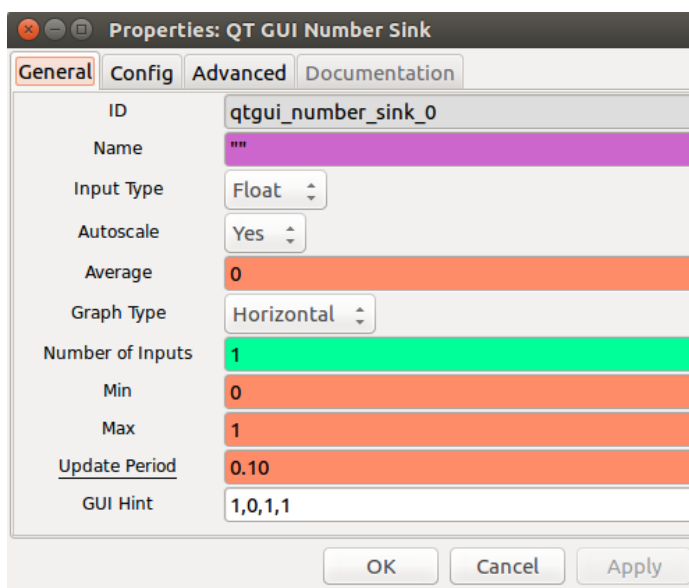 Properties: QT GUI Number Sink
General Config Advanced Documentation
ID qtgui_number_sink_0
Name ""
Input Type Float
Autoscale Yes
Average 0
Graph Type Horizontal
Number of Inputs 1
Min 0
Max 1
Update Period 0.10
GUI Hint 1,0,1,1
OK Cancel Apply